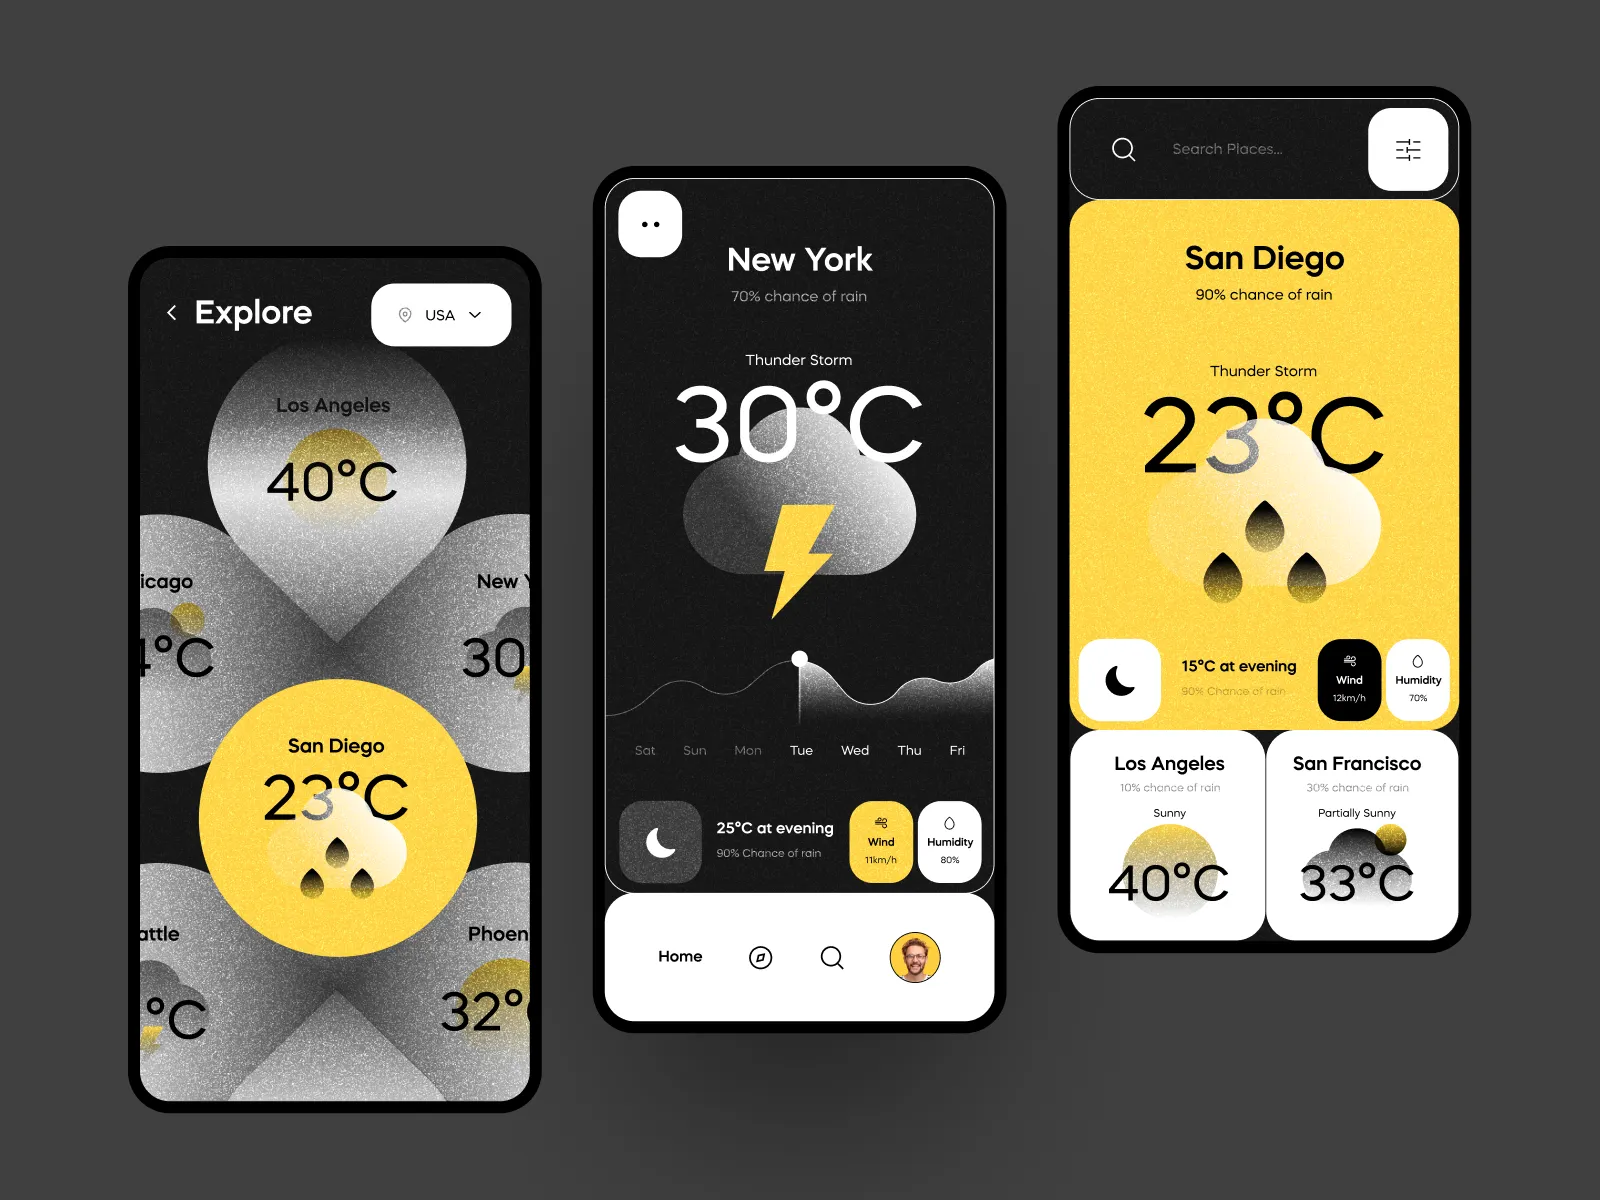 Explore
USA
Los Angeles
40°C
icago
4°C
New Y
30
San Diego
23°C
attle
°C
Phoen
32°
New York
70% chance of rain
Thunder Storm
30°C
Sat Sun Mon Tue Wed Thu Fri
25°C at evening
90% Chance of rain
Wind
11km/h
Humidity
80%
Home
Search Places...
San Diego
90% chance of rain
Thunder Storm
23°C
15°C at evening
90% Chance of rain
Wind
12km/h
Humidity
70%
Los Angeles
10% chance of rain
Sunny
40°C
San Francisco
30% chance of rain
Partially Sunny
33°C